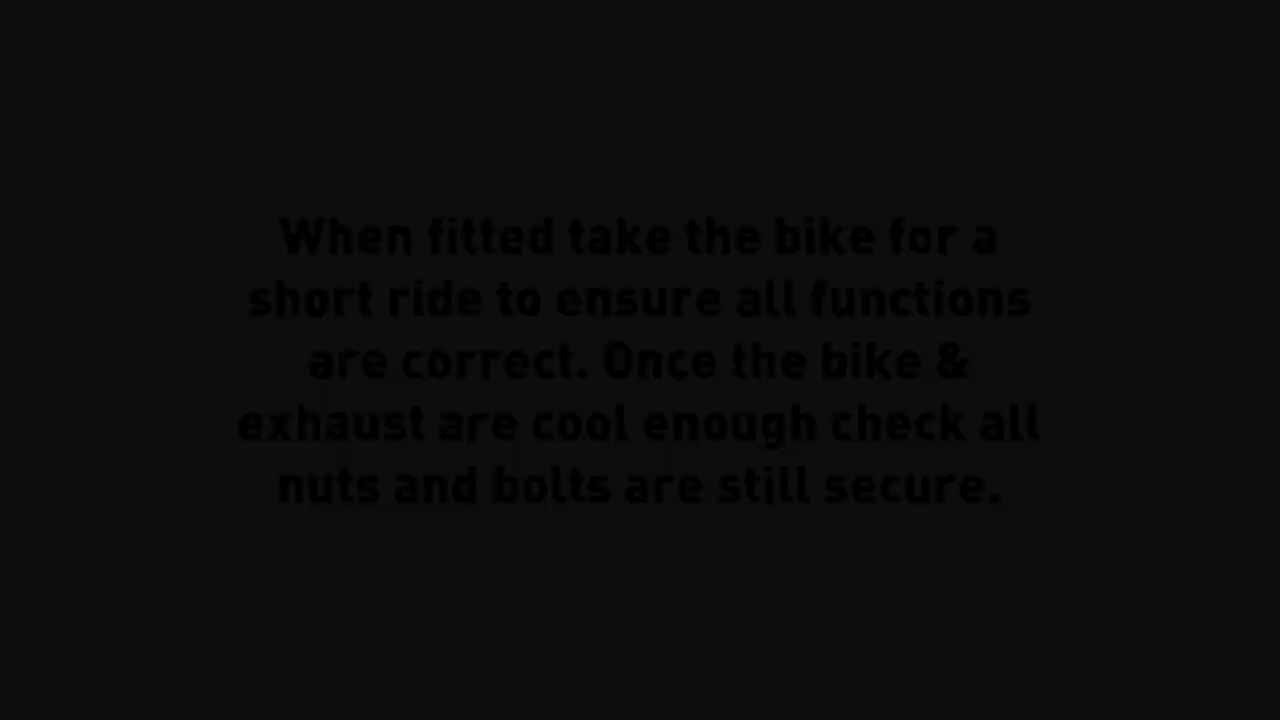 When fitted take the bike for a
short ride to ensure all functions
are correct. Once the bike &
exhaust are cool enough check all
nuts and bolts are still secure.